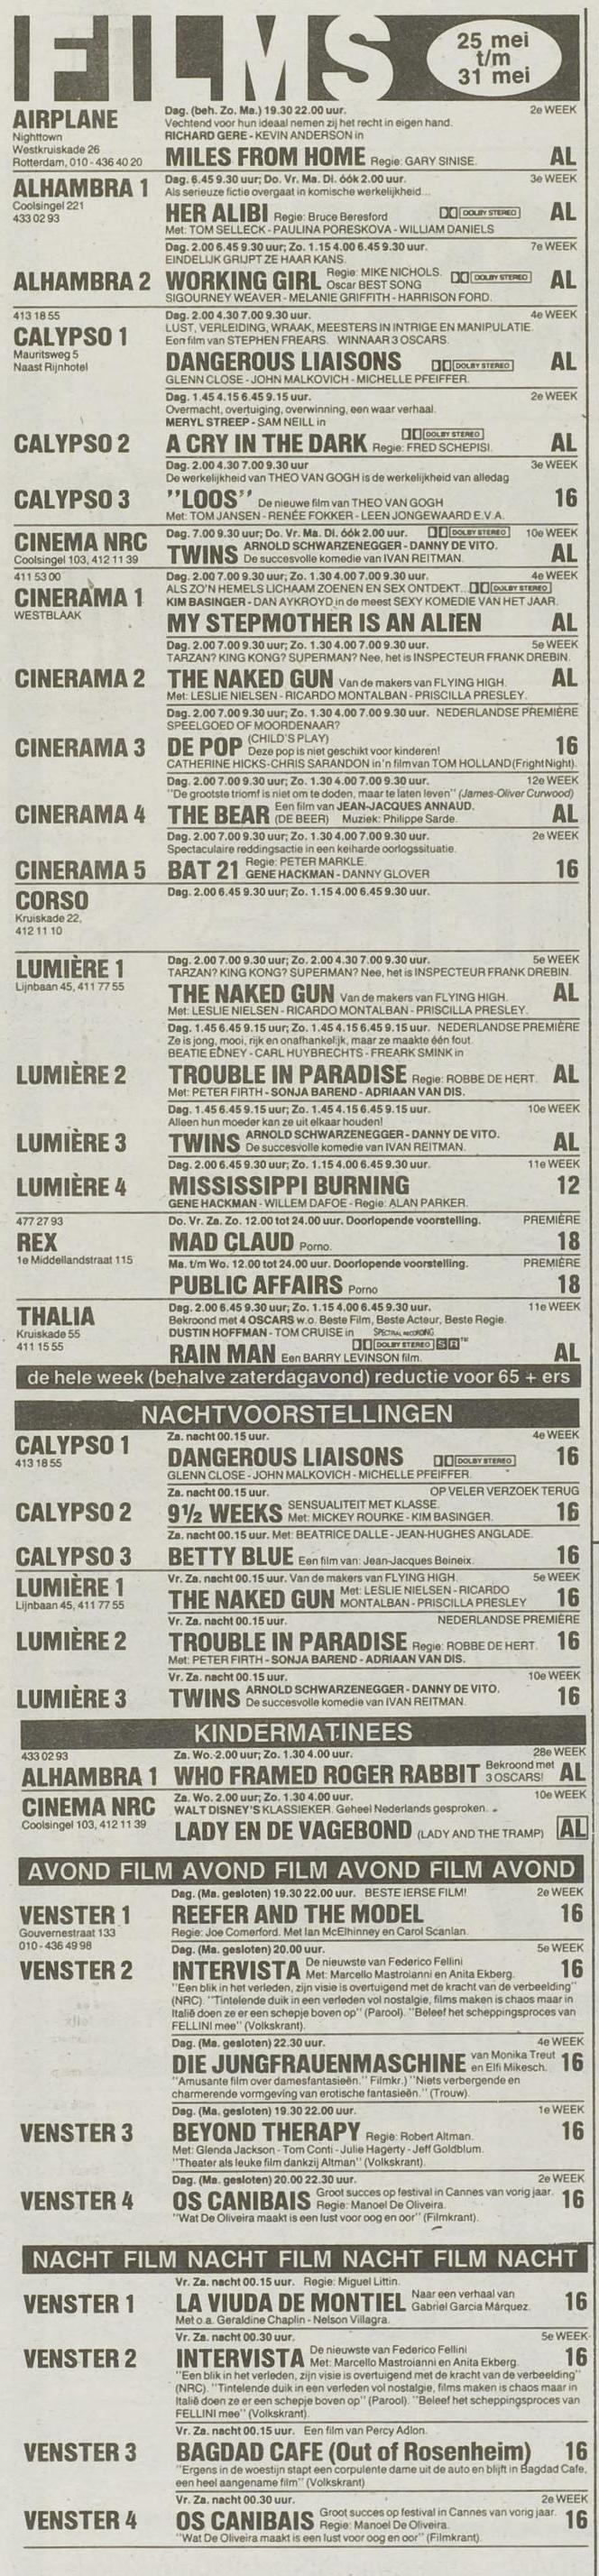 FILMS
25 mei
t/m
31 mei
AIRPLANE
Nighttown
Westkruiskade 26
Rotterdam, 010 - 436 40 20
Dag. (beh. Zo. Ma.) 19.30 22.00 uur. 2e WEEK
Vechtend voor hun ideaal nemen zij het recht in eigen hand.
RICHARD GERE - KEVIN ANDERSON in
MILES FROM HOME Regie: GARY SINISE. AL
ALHAMBRA 1
Coolsingel 221
433 02 93
Dag. 6.45 9.30 uur; Do. Vr. Ma. Di. óók 2.00 uur. 3e WEEK
Als serieuze fictie overgaat in komische werkelijkheid...
HER ALIBI Regie: Bruce Beresford DOLBY STEREO AL
Met: TOM SELLECK - PAULINA PORESKOVA - WILLIAM DANIELS
Dag. 2.00 6.45 9.30 uur; Zo. 1.15 4.00 6.45 9.30 uur. 7e WEEK
EINDELIJK GRIJPT ZE HAAR KANS.
ALHAMBRA 2 WORKING GIRL Regie: MIKE NICHOLS. Oscar BEST SONG DOLBY STEREO AL
SIGOURNEY WEAVER - MELANIE GRIFFITH - HARRISON FORD.
413 18 55
CALYPSO 1
Mauritsweg 5
Naast Rijnhotel
Dag. 2.00 4.30 7.00 9.30 uur. 4e WEEK
LUST, VERLEIDING, WRAAK, MEESTERS IN INTRIGE EN MANIPULATIE.
Een film van STEPHEN FREARS. WINNAAR 3 OSCARS.
DANGEROUS LIAISONS DOLBY STEREO AL
GLENN CLOSE - JOHN MALKOVICH - MICHELLE PFEIFFER.
Dag. 1.45 4.15 6.45 9.15 uur. 2e WEEK
Overmacht, overtuiging, overwinning, een waar verhaal.
MERYL STREEP - SAM NEILL in
DOLBY STEREO
CALYPSO 2 A CRY IN THE DARK Regie: FRED SCHEPISI. AL
Dag. 2.00 4.30 7.00 9.30 uur 3e WEEK
De werkelijkheid van THEO VAN GOGH is de werkelijkheid van alledag
CALYPSO 3 "LOOS" De nieuwe film van THEO VAN GOGH 16
Met: TOM JANSEN - RENÉE FOKKER - LEEN JONGEWAARD E.V.A.
CINEMA NRC
Coolsingel 103, 412 11 39
Dag. 7.00 9.30 uur; Do. Vr. Ma. Di. óók 2.00 uur. DOLBY STEREO 10e WEEK
TWINS ARNOLD SCHWARZENEGGER - DANNY DE VITO. De succesvolle komedie van IVAN REITMAN. AL
411 53 00
CINERAMA 1
WESTBLAAK
Dag. 2.00 7.00 9.30 uur; Zo. 1.30 4.00 7.00 9.30 uur. 4e WEEK
ALS ZO'N HEMELS LICHAAM ZOENEN EN SEX ONTDEKT... DOLBY STEREO
KIM BASINGER - DAN AYKROYD in de meest SEXY KOMEDIE VAN HET JAAR.
MY STEPMOTHER IS AN ALIEN AL
Dag. 2.00 7.00 9.30 uur; Zo. 1.30 4.00 7.00 9.30 uur. 5e WEEK
TARZAN? KING KONG? SUPERMAN? Nee, het is INSPECTEUR FRANK DREBIN.
CINERAMA 2 THE NAKED GUN Van de makers van FLYING HIGH. AL
Met: LESLIE NIELSEN - RICARDO MONTALBAN - PRISCILLA PRESLEY.
Dag. 2.00 7.00 9.30 uur; Zo. 1.30 4.00 7.00 9.30 uur. NEDERLANDSE PREMIÈRE
SPEELGOED OF MOORDENAAR?
CINERAMA 3 DE POP (CHILD'S PLAY) Deze pop is niet geschikt voor kinderen! 16
CATHERINE HICKS-CHRIS SARANDON in 'n film van TOM HOLLAND (Fright Night).
Dag. 2.00 7.00 9.30 uur; Zo. 1.30 4.00 7.00 9.30 uur. 12e WEEK
"De grootste triomf is niet om te doden, maar te laten leven" (James-Oliver Curwood)
CINERAMA 4 THE BEAR (DE BEER) Een film van JEAN-JACQUES ANNAUD. Muziek: Philippe Sarde. AL
Dag. 2.00 7.00 9.30 uur; Zo. 1.30 4.00 7.00 9.30 uur. 2e WEEK
Spectaculaire reddingsactie in een keiharde oorlogssituatie.
CINERAMA 5 BAT 21 Regie: PETER MARKLE. GENE HACKMAN - DANNY GLOVER 16
CORSO
Kruiskade 22,
412 11 10
Dag. 2.00 6.45 9.30 uur; Zo. 1.15 4.00 6.45 9.30 uur.
LUMIÈRE 1
Lijnbaan 45, 411 77 55
Dag. 2.00 7.00 9.30 uur; Zo. 2.00 4.30 7.00 9.30 uur. 5e WEEK
TARZAN? KING KONG? SUPERMAN? Nee, het is INSPECTEUR FRANK DREBIN.
THE NAKED GUN Van de makers van FLYING HIGH. AL
Met: LESLIE NIELSEN - RICARDO MONTALBAN - PRISCILLA PRESLEY.
Dag. 1.45 6.45 9.15 uur; Zo. 1.45 4.15 6.45 9.15 uur. NEDERLANDSE PREMIÈRE
Ze is jong, mooi, rijk en onafhankelijk, maar ze maakte één fout.
BEATIE EDNEY - CARL HUYBRECHTS - FREARK SMINK in
LUMIÈRE 2 TROUBLE IN PARADISE Regie: ROBBE DE HERT. AL
Met: PETER FIRTH - SONJA BAREND - ADRIAAN VAN DIS.
Dag. 1.45 6.45 9.15 uur; Zo. 1.45 4.15 6.45 9.15 uur. 10e WEEK
Alleen hun moeder kan ze uit elkaar houden!
LUMIÈRE 3 TWINS ARNOLD SCHWARZENEGGER - DANNY DE VITO. De succesvolle komedie van IVAN REITMAN. AL
Dag. 2.00 6.45 9.30 uur; Zo. 1.15 4.00 6.45 9.30 uur. 11e WEEK
LUMIÈRE 4 MISSISSIPPI BURNING 12
GENE HACKMAN - WILLEM DAFOE - Regie: ALAN PARKER.
477 27 93
REX
1e Middellandstraat 115
Do. Vr. Za. Zo. 12.00 tot 24.00 uur. Doorlopende voorstelling. PREMIÈRE
MAD CLAUD Porno. 18
Ma. t/m Wo. 12.00 tot 24.00 uur. Doorlopende voorstelling. PREMIÈRE
PUBLIC AFFAIRS Porno 18
THALIA
Kruiskade 55
411 15 55
Dag. 2.00 6.45 9.30 uur; Zo. 1.15 4.00 6.45 9.30 uur. 11e WEEK
Bekroond met 4 OSCARS w.o. Beste Film, Beste Acteur, Beste Regie.
DUSTIN HOFFMAN - TOM CRUISE in SPECTRAL RECORDING
DOLBY STEREO SR™
RAIN MAN Een BARRY LEVINSON film. AL
de hele week (behalve zaterdagavond) reductie voor 65 + ers
NACHTVOORSTELLINGEN
CALYPSO 1
413 18 55
Za. nacht 00.15 uur. 4e WEEK
DANGEROUS LIAISONS DOLBY STEREO 16
GLENN CLOSE - JOHN MALKOVICH - MICHELLE PFEIFFER.
Za. nacht 00.15 uur. OP VELER VERZOEK TERUG
CALYPSO 2 9½ WEEKS SENSUALITEIT MET KLASSE. Met: MICKEY ROURKE - KIM BASINGER. 16
Za. nacht 00.15 uur. Met: BEATRICE DALLE - JEAN-HUGHES ANGLADE.
CALYPSO 3 BETTY BLUE Een film van: Jean-Jacques Beineix. 16
LUMIÈRE 1
Lijnbaan 45, 411 77 55
Vr. Za. nacht 00.15 uur. Van de makers van FLYING HIGH. 5e WEEK
THE NAKED GUN Met: LESLIE NIELSEN - RICARDO MONTALBAN - PRISCILLA PRESLEY 16
Vr. Za. nacht 00.15 uur. NEDERLANDSE PREMIÈRE
LUMIÈRE 2 TROUBLE IN PARADISE Regie: ROBBE DE HERT. 16
Met: PETER FIRTH - SONJA BAREND - ADRIAAN VAN DIS.
Vr. Za. nacht 00.15 uur. 10e WEEK
LUMIÈRE 3 TWINS ARNOLD SCHWARZENEGGER - DANNY DE VITO. De succesvolle komedie van IVAN REITMAN. 16
KINDERMATINEES
433 02 93
Za. Wo. 2.00 uur; Zo. 1.30 4.00 uur. 28e WEEK
ALHAMBRA 1 WHO FRAMED ROGER RABBIT Bekroond met 3 OSCARS! AL
CINEMA NRC
Coolsingel 103, 412 11 39
Za. Wo. 2.00 uur; Zo. 1.30 4.00 uur. 10e WEEK
WALT DISNEY'S KLASSIEKER. Geheel Nederlands gesproken.
LADY EN DE VAGEBOND (LADY AND THE TRAMP) AL
AVOND FILM AVOND FILM AVOND FILM AVOND
Dag. (Ma. gesloten) 19.30 22.00 uur. BESTE IERSE FILM! 2e WEEK
VENSTER 1
Gouvernestraat 133
010 - 436 49 98
REEFER AND THE MODEL 16
Regie: Joe Comerford. Met Ian McElhinney en Carol Scanlan.
Dag. (Ma. gesloten) 20.00 uur. 5e WEEK
VENSTER 2 INTERVISTA De nieuwste van Federico Fellini Met: Marcello Mastroianni en Anita Ekberg. 16
"Een blik in het verleden, zijn visie is overtuigend met de kracht van de verbeelding"
(NRC). "Tintelende duik in een verleden vol nostalgie, films maken is chaos maar in
Italië doen ze er een schepje boven op" (Parool). "Beleef het scheppingsproces van
FELLINI mee" (Volkskrant).
Dag. (Ma. gesloten) 22.30 uur. 4e WEEK
DIE JUNGFRAUENMASCHINE van Monika Treut en Elfi Mikesch. 16
"Amusante film over damesfantasieën." Filmkr.) "Niets verbergende en
charmerende vormgeving van erotische fantasieën." (Trouw).
Dag. (Ma. gesloten) 19.30 22.00 uur. 1e WEEK
VENSTER 3 BEYOND THERAPY Regie: Robert Altman. 16
Met: Glenda Jackson - Tom Conti - Julie Hagerty - Jeff Goldblum.
"Theater als leuke film dankzij Altman" (Volkskrant).
Dag. (Ma. gesloten) 20.00 22.30 uur. 2e WEEK
VENSTER 4 OS CANIBAIS Groot succes op festival in Cannes van vorig jaar. Regie: Manoel De Oliveira. 16
"Wat De Oliveira maakt is een lust voor oog en oor" (Filmkrant).
NACHT FILM NACHT FILM NACHT FILM NACHT
Vr. Za. nacht 00.15 uur. Regie: Miguel Littin.
VENSTER 1 LA VIUDA DE MONTIEL Naar een verhaal van Gabriel Garcia Márquez. 16
Met o.a. Geraldine Chaplin - Nelson Villagra.
Vr. Za. nacht 00.30 uur. 5e WEEK
VENSTER 2 INTERVISTA De nieuwste van Federico Fellini Met: Marcello Mastroianni en Anita Ekberg. 16
"Een blik in het verleden, zijn visie is overtuigend met de kracht van de verbeelding"
(NRC). "Tintelende duik in een verleden vol nostalgie, films maken is chaos maar in
Italië doen ze er een schepje boven op" (Parool). "Beleef het scheppingsproces van
FELLINI mee" (Volkskrant).
Vr. Za. nacht 00.15 uur. Een film van Percy Adlon.
VENSTER 3 BAGDAD CAFE (Out of Rosenheim) 16
"Ergens in de woestijn stapt een corpulente dame uit de auto en blijft in Bagdad Cafe,
een heel aangename film" (Volkskrant)
Vr. Za. nacht 00.30 uur. 2e WEEK
VENSTER 4 OS CANIBAIS Groot succes op festival in Cannes van vorig jaar. Regie: Manoel De Oliveira. 16
"Wat De Oliveira maakt is een lust voor oog en oor" (Filmkrant).